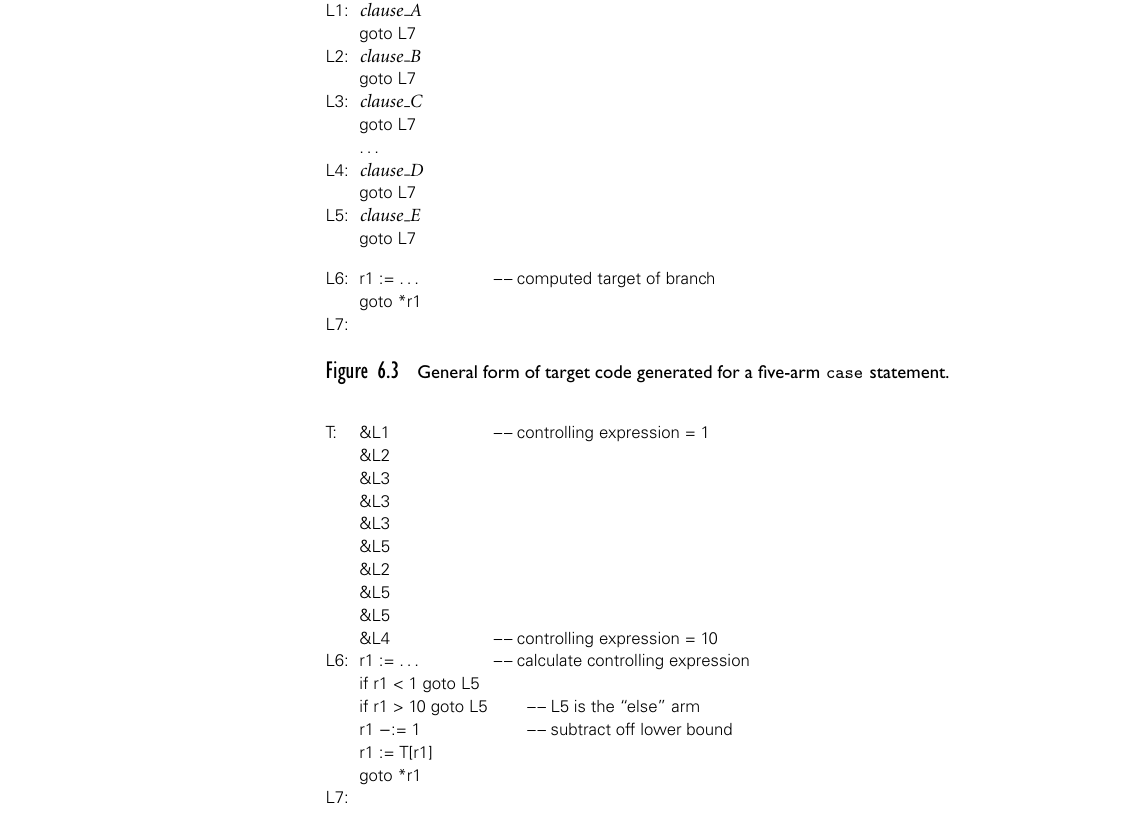 L1: clause_A
goto L7
L2: clause_B
goto L7
L3: clause_C
goto L7
...
L4: clause_D
goto L7
L5: clause_E
goto L7
L6: r1 := ... –– computed target of branch
goto *r1
L7:
Figure 6.3 General form of target code generated for a five-arm case statement.
T: &L1 –– controlling expression = 1
&L2
&L3
&L3
&L3
&L5
&L2
&L5
&L5
&L4 –– controlling expression = 10
L6: r1 := ... –– calculate controlling expression
if r1 < 1 goto L5
if r1 > 10 goto L5 –– L5 is the “else” arm
r1 –:= 1 –– subtract off lower bound
r1 := T[r1]
goto *r1
L7: